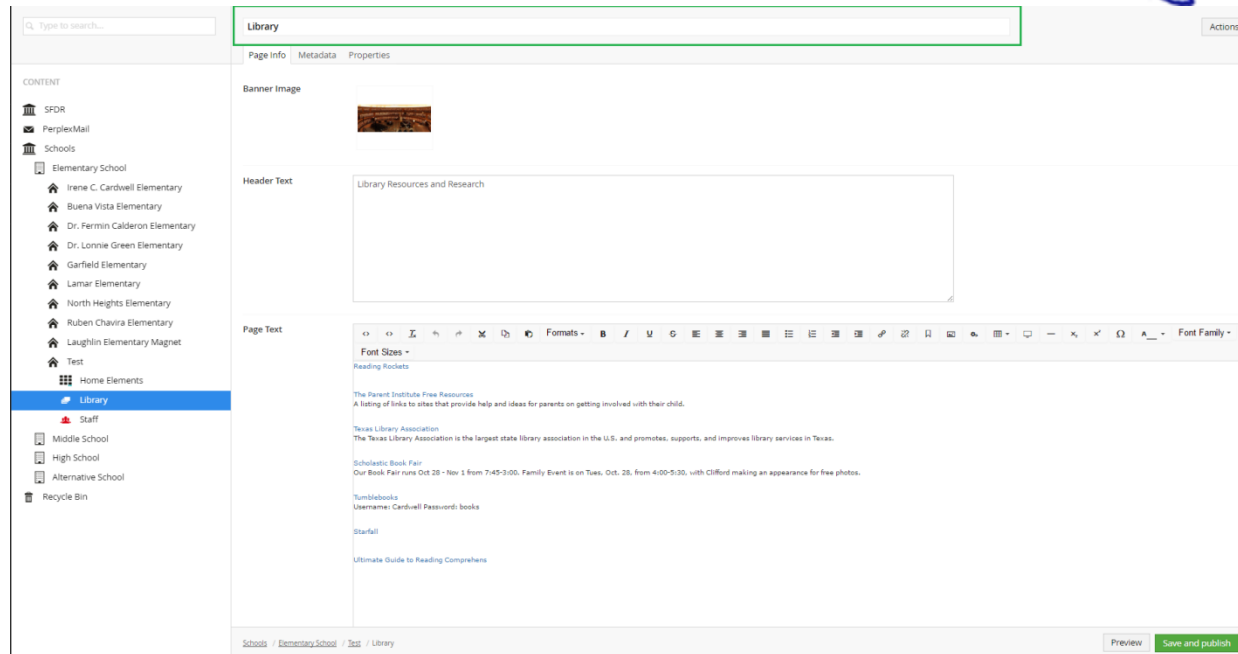 Type to search...
Library
Actions
Page Info Metadata Properties
CONTENT
SFDR
PerplexMail
Schools
Elementary School
Irene C. Cardwell Elementary
Buena Vista Elementary
Dr. Fermin Calderon Elementary
Dr. Lonnie Green Elementary
Garfield Elementary
Lamar Elementary
North Heights Elementary
Ruben Chavira Elementary
Laughlin Elementary Magnet
Test
Home Elements
Library
Staff
Middle School
High School
Alternative School
Recycle Bin
Banner Image
Header Text
Library Resources and Research
Page Text
Formats
Font Family
Font Sizes
Reading Rockets
The Parent Institute Free Resources
A listing of links to sites that provide help and ideas for parents on getting involved with their child.
Texas Library Association
The Texas Library Association is the largest state library association in the U.S. and promotes, supports, and improves library services in Texas.
Scholastic Book Fair
Our Book Fair runs Oct 28 - Nov 1 from 7:45-3:00. Family Event is on Tues, Oct. 28, from 4:00-5:30, with Clifford making an appearance for free photos.
Tumblebooks
Username: Cardwell Password: books
Starfall
Ultimate Guide to Reading Comprehens
Schools / Elementary School / Test / Library
Preview
Save and publish